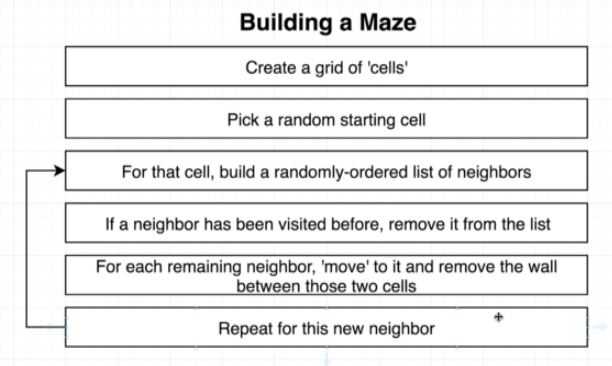 Building a Maze
Create a grid of 'cells'
Pick a random starting cell
For that cell, build a randomly-ordered list of neighbors
If a neighbor has been visited before, remove it from the list
For each remaining neighbor, 'move' to it and remove the wall
between those two cells
Repeat for this new neighbor